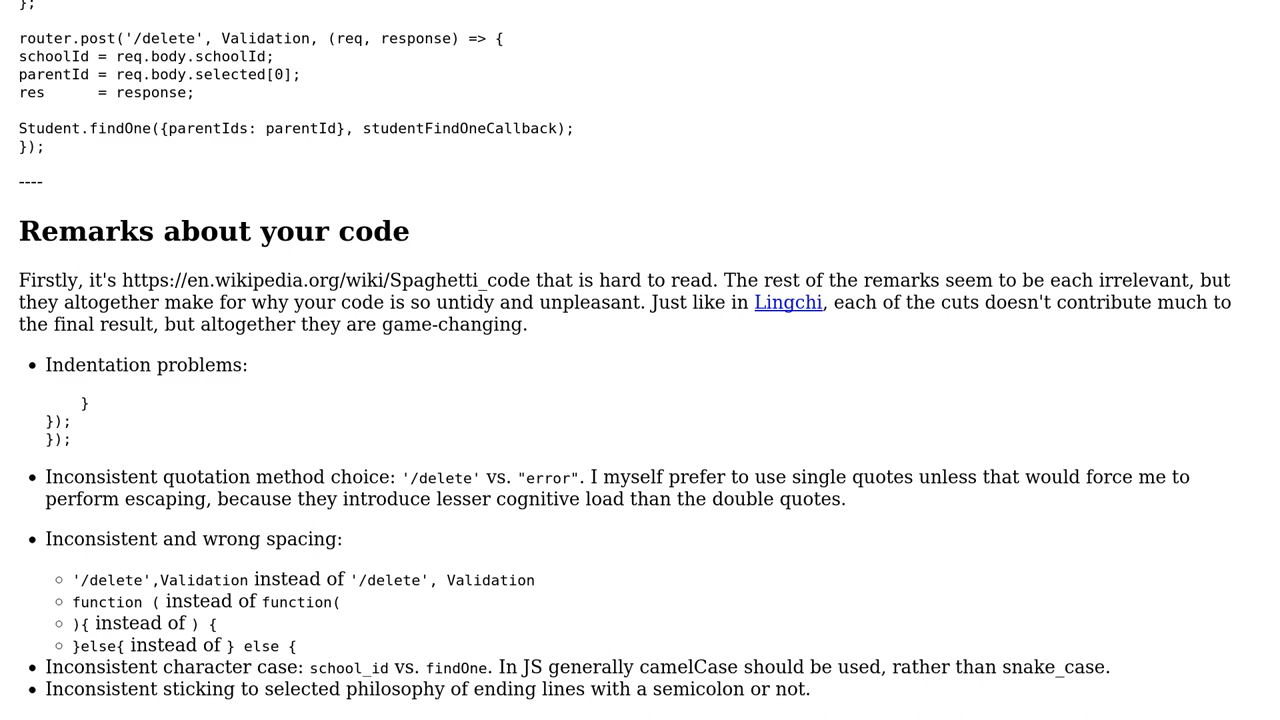 };
router.post('/delete', Validation, (req, response) => {
schoolId = req.body.schoolId;
parentId = req.body.selected[0];
res      = response;
Student.findOne({parentIds: parentId}, studentFindOneCallback);
});
----
Remarks about your code
Firstly, it's https://en.wikipedia.org/wiki/Spaghetti_code that is hard to read. The rest of the remarks seem to be each irrelevant, but
they altogether make for why your code is so untidy and unpleasant. Just like in Lingchi, each of the cuts doesn't contribute much to
the final result, but altogether they are game-changing.
• Indentation problems:
    }
});
});
• Inconsistent quotation method choice: '/delete' vs. "error". I myself prefer to use single quotes unless that would force me to
perform escaping, because they introduce lesser cognitive load than the double quotes.
• Inconsistent and wrong spacing:
◦ '/delete',Validation instead of '/delete', Validation
◦ function ( instead of function(
◦ ){ instead of ) {
◦ }else{ instead of } else {
• Inconsistent character case: school_id vs. findOne. In JS generally camelCase should be used, rather than snake_case.
• Inconsistent sticking to selected philosophy of ending lines with a semicolon or not.